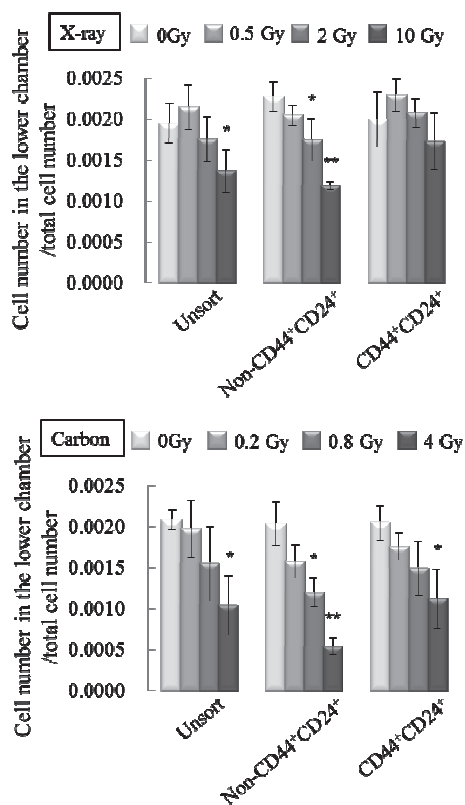 X-ray 0Gy 0.5 Gy 2 Gy 10 Gy
Cell number in the lower chamber
/total cell number
0.0025
0.0020
0.0015
0.0010
0.0005
0.0000
* * **
Unsort
Non-CD44⁺CD24⁺
CD44⁺CD24⁺
Carbon 0Gy 0.2 Gy 0.8 Gy 4 Gy
Cell number in the lower chamber
/total cell number
0.0025
0.0020
0.0015
0.0010
0.0005
0.0000
* * ** *
Unsort
Non-CD44⁺CD24⁺
CD44⁺CD24⁺